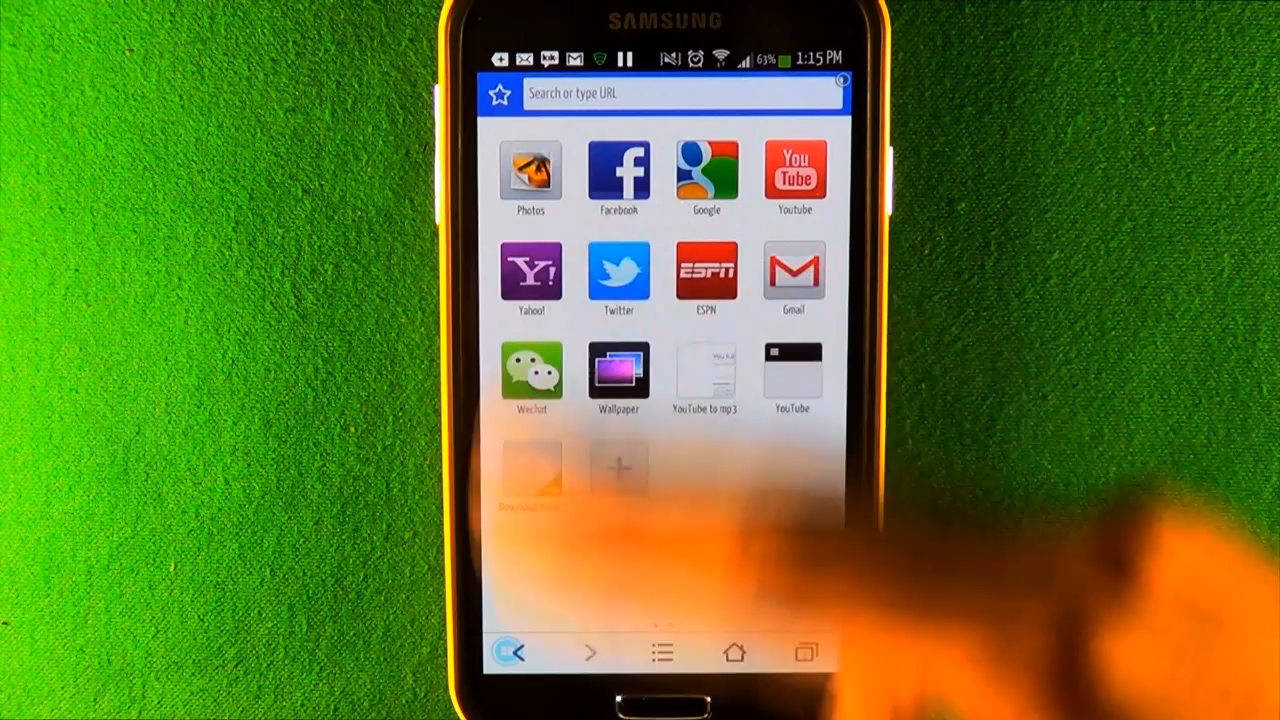 SAMSUNG
kik 63% 1:15 PM
Search or type URL
f
You
Tube
Photos
Facebook
Google
Youtube
Y!
ESPN
Yahoo!
Twitter
ESPN
Gmail
Wechat
Wallpaper
YouTube to mp3
YouTube